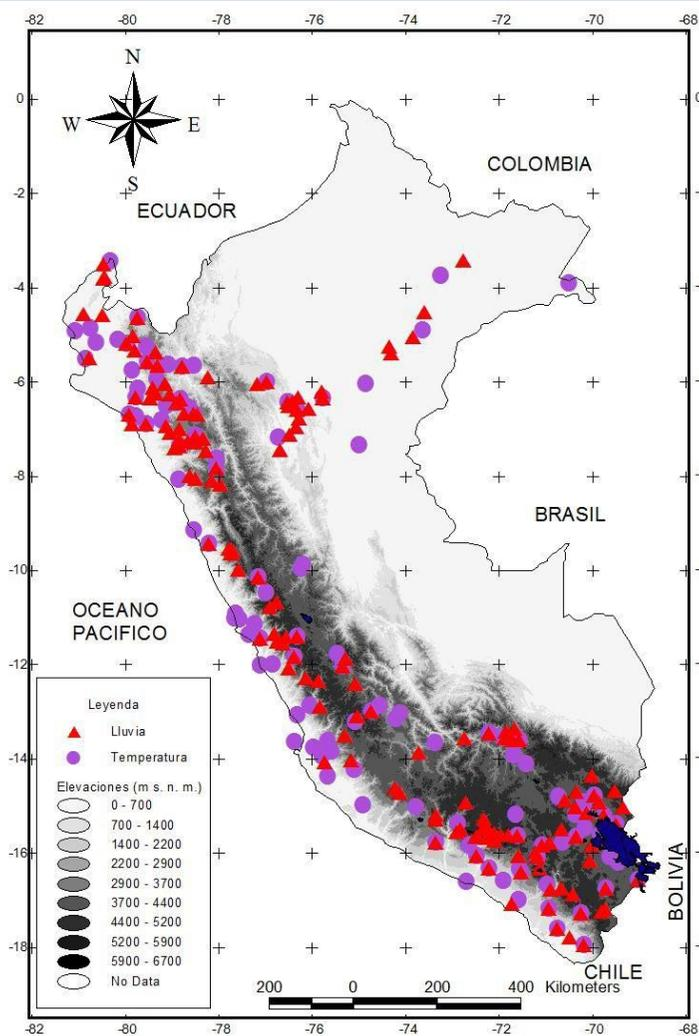 -82 -80 -78 -76 -74 -72 -70
N
W E
S
0 0
-2
-4
-6
-8
-10
-12
-14
-16
-18
COLOMBIA
ECUADOR
BRASIL
OCEANO
PACIFICO
Leyenda
Lluvia
Temperatura
Elevaciones (m s. n. m.)
0 - 700
700 - 1400
1400 - 2200
2200 - 2900
2900 - 3700
3700 - 4400
4400 - 5200
5200 - 5900
5900 - 6700
No Data
BOLIVIA
CHILE
200 0 200 400 Kilometers
-82 -80 -78 -76 -74 -72 -70